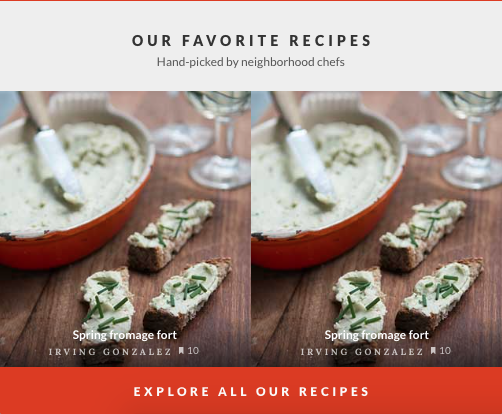 OUR FAVORITE RECIPES
Hand-picked by neighborhood chefs
Spring fromage fort
IRVING GONZALEZ 10
Spring fromage fort
IRVING GONZALEZ 10
EXPLORE ALL OUR RECIPES